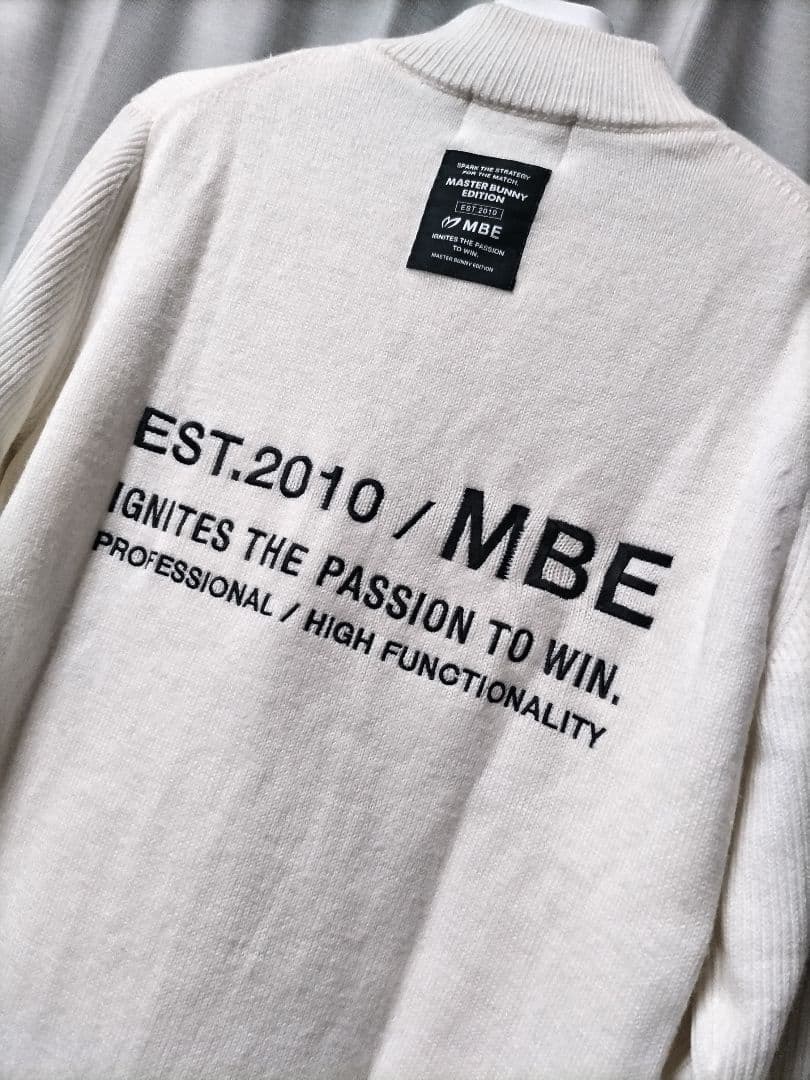 SPARK THE STRATERY
FOR THE MATCH,
MASTER BUNNY
EDITION
EST 2010
MBE
IGNITES THE PASSION
TO WIN.
MASTER BUNNY EDITION
EST.2010 / MBE
IGNITES THE PASSION TO WIN.
PROFESSIONAL / HIGH FUNCTIONALITY